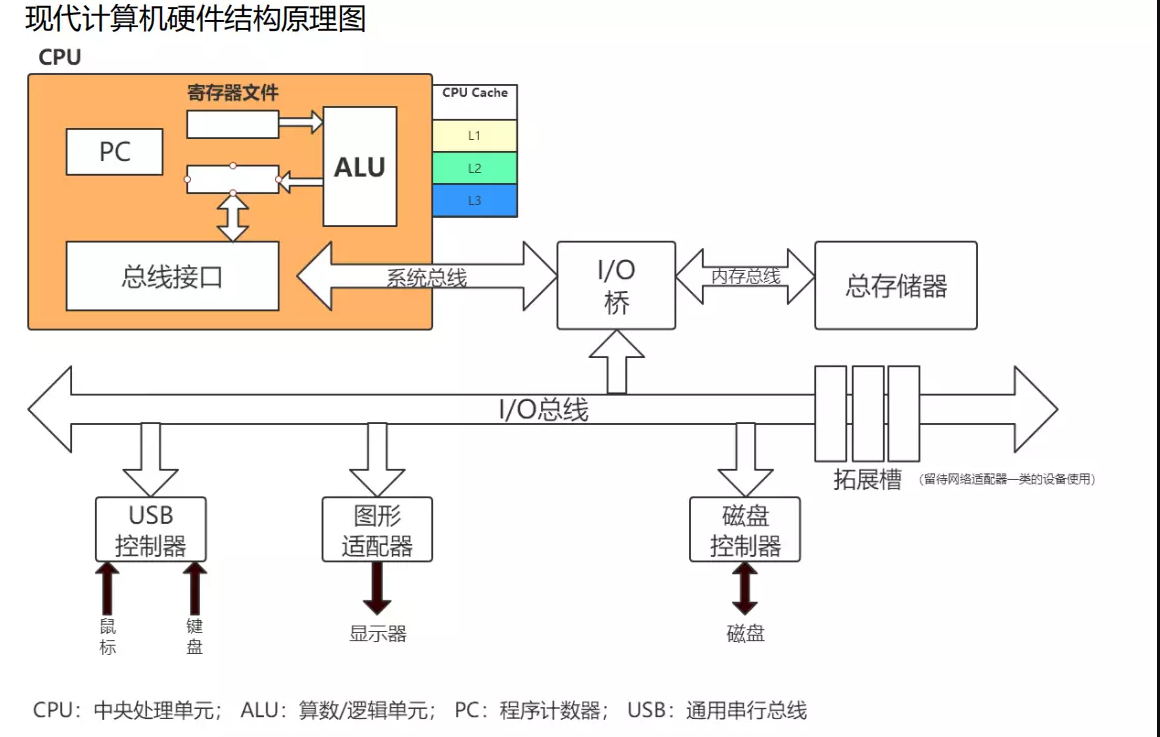 现代计算机硬件结构原理图
CPU
寄存器文件
CPU Cache
PC
ALU
L1
L2
L3
总线接口
系统总线
I/O
桥
内存总线
总存储器
I/O总线
拓展槽
（留待网络适配器一类的设备使用）
USB
控制器
图形
适配器
磁盘
控制器
鼠
标
键
盘
显示器
磁盘
CPU：中央处理单元； ALU：算数/逻辑单元； PC：程序计数器； USB：通用串行总线